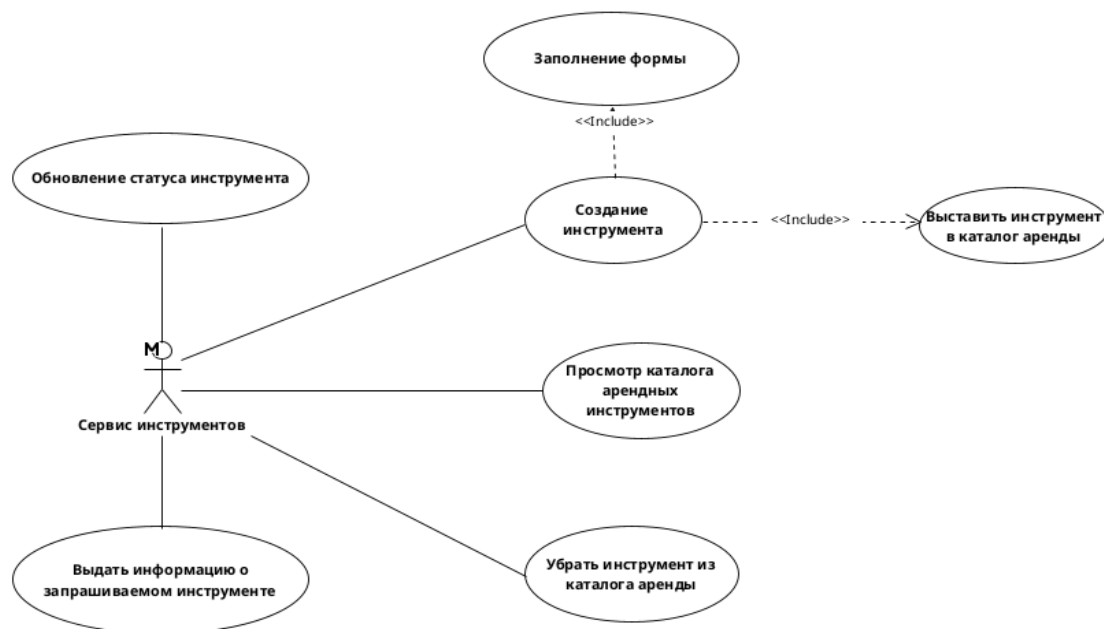 Заполнение формы
<<Include>>
Обновление статуса инструмента
Создание
инструмента
<<Include>>
Выставить инструмент
в каталог аренды
M
Просмотр каталога
арендных
инструментов
Сервис инструментов
Выдать информацию о
запрашиваемом инструменте
Убрать инструмент из
каталога аренды